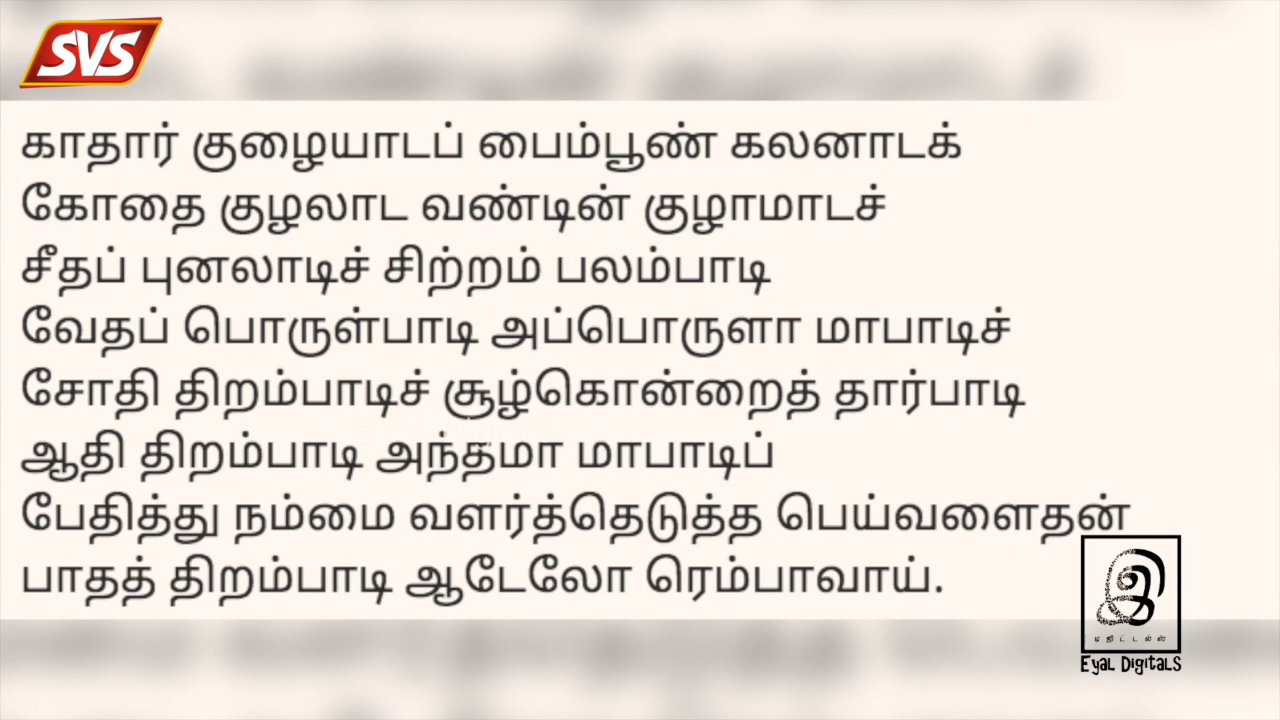 SVS
காதார் குழையாடப் பைம்பூண் கலனாடக்
கோதை குழலாட வண்டின் குழாமாடச்
சீதப் புனலாடிச் சிற்றம் பலம்பாடி
வேதப் பொருள்பாடி அப்பொருளா மாபாடிச்
சோதி திறம்பாடிச் சூழ்கொன்றைத் தார்பாடி
ஆதி திறம்பாடி அந்தமா மாபாடிப்
பேதித்து நம்மை வளர்த்தெடுத்த பெய்வளைதன்
பாதத் திறம்பாடி ஆடேலோ ரெம்பாவாய்.
இ
டிஜிட்டல்ஸ்
Eyal Digitals